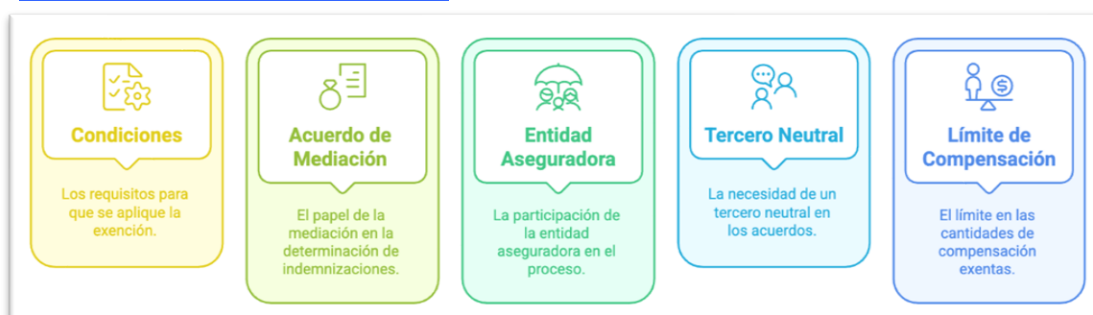 Condiciones
Los requisitos para
que se aplique la
exención.
Acuerdo de
Mediación
El papel de la
mediación en la
determinación de
indemnizaciones.
Entidad
Aseguradora
La participación de
la entidad
aseguradora en el
proceso.
Tercero Neutral
La necesidad de un
tercero neutral en
los acuerdos.
Límite de
Compensación
El límite en las
cantidades de
compensación
exentas.